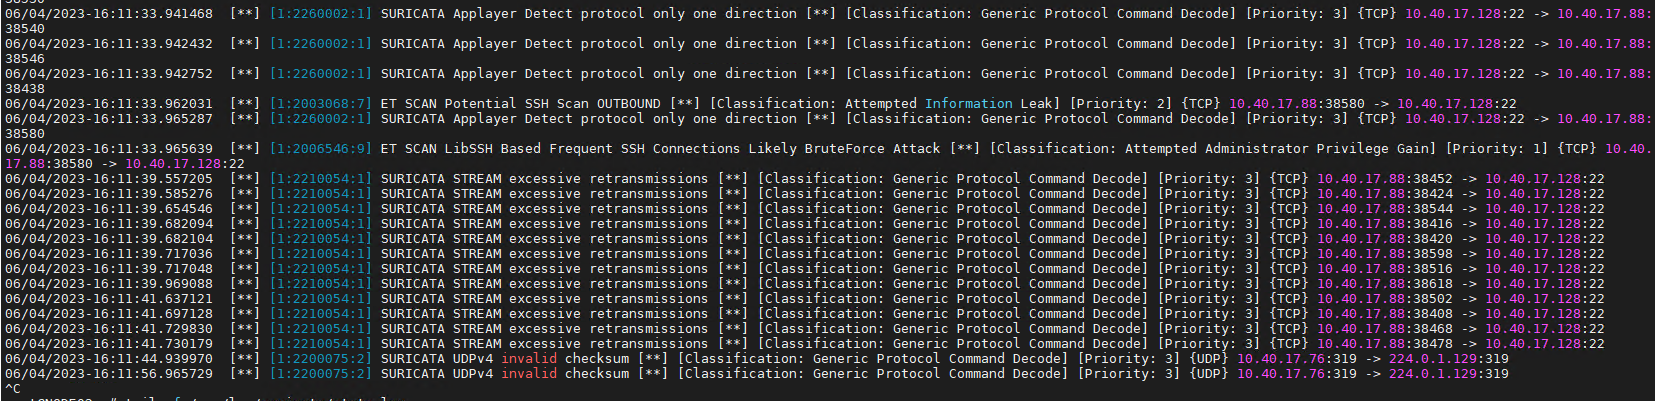 06/04/2023-16:11:33.941468  [**] [1:2260002:1] SURICATA Applayer Detect protocol only one direction [**] [Classification: Generic Protocol Command Decode] [Priority: 3] {TCP} 10.40.17.128:22 -> 10.40.17.88:
38540
06/04/2023-16:11:33.942432  [**] [1:2260002:1] SURICATA Applayer Detect protocol only one direction [**] [Classification: Generic Protocol Command Decode] [Priority: 3] {TCP} 10.40.17.128:22 -> 10.40.17.88:
38546
06/04/2023-16:11:33.942752  [**] [1:2260002:1] SURICATA Applayer Detect protocol only one direction [**] [Classification: Generic Protocol Command Decode] [Priority: 3] {TCP} 10.40.17.128:22 -> 10.40.17.88:
38438
06/04/2023-16:11:33.962031  [**] [1:2003068:7] ET SCAN Potential SSH Scan OUTBOUND [**] [Classification: Attempted Information Leak] [Priority: 2] {TCP} 10.40.17.88:38580 -> 10.40.17.128:22
06/04/2023-16:11:33.965287  [**] [1:2260002:1] SURICATA Applayer Detect protocol only one direction [**] [Classification: Generic Protocol Command Decode] [Priority: 3] {TCP} 10.40.17.128:22 -> 10.40.17.88:
38580
06/04/2023-16:11:33.965639  [**] [1:2006546:9] ET SCAN LibSSH Based Frequent SSH Connections Likely BruteForce Attack [**] [Classification: Attempted Administrator Privilege Gain] [Priority: 1] {TCP} 10.40.
17.88:38580 -> 10.40.17.128:22
06/04/2023-16:11:39.557205  [**] [1:2210054:1] SURICATA STREAM excessive retransmissions [**] [Classification: Generic Protocol Command Decode] [Priority: 3] {TCP} 10.40.17.88:38452 -> 10.40.17.128:22
06/04/2023-16:11:39.585276  [**] [1:2210054:1] SURICATA STREAM excessive retransmissions [**] [Classification: Generic Protocol Command Decode] [Priority: 3] {TCP} 10.40.17.88:38424 -> 10.40.17.128:22
06/04/2023-16:11:39.654546  [**] [1:2210054:1] SURICATA STREAM excessive retransmissions [**] [Classification: Generic Protocol Command Decode] [Priority: 3] {TCP} 10.40.17.88:38544 -> 10.40.17.128:22
06/04/2023-16:11:39.682094  [**] [1:2210054:1] SURICATA STREAM excessive retransmissions [**] [Classification: Generic Protocol Command Decode] [Priority: 3] {TCP} 10.40.17.88:38416 -> 10.40.17.128:22
06/04/2023-16:11:39.682104  [**] [1:2210054:1] SURICATA STREAM excessive retransmissions [**] [Classification: Generic Protocol Command Decode] [Priority: 3] {TCP} 10.40.17.88:38420 -> 10.40.17.128:22
06/04/2023-16:11:39.717036  [**] [1:2210054:1] SURICATA STREAM excessive retransmissions [**] [Classification: Generic Protocol Command Decode] [Priority: 3] {TCP} 10.40.17.88:38598 -> 10.40.17.128:22
06/04/2023-16:11:39.717048  [**] [1:2210054:1] SURICATA STREAM excessive retransmissions [**] [Classification: Generic Protocol Command Decode] [Priority: 3] {TCP} 10.40.17.88:38516 -> 10.40.17.128:22
06/04/2023-16:11:39.969088  [**] [1:2210054:1] SURICATA STREAM excessive retransmissions [**] [Classification: Generic Protocol Command Decode] [Priority: 3] {TCP} 10.40.17.88:38618 -> 10.40.17.128:22
06/04/2023-16:11:41.637121  [**] [1:2210054:1] SURICATA STREAM excessive retransmissions [**] [Classification: Generic Protocol Command Decode] [Priority: 3] {TCP} 10.40.17.88:38502 -> 10.40.17.128:22
06/04/2023-16:11:41.697128  [**] [1:2210054:1] SURICATA STREAM excessive retransmissions [**] [Classification: Generic Protocol Command Decode] [Priority: 3] {TCP} 10.40.17.88:38408 -> 10.40.17.128:22
06/04/2023-16:11:41.729830  [**] [1:2210054:1] SURICATA STREAM excessive retransmissions [**] [Classification: Generic Protocol Command Decode] [Priority: 3] {TCP} 10.40.17.88:38468 -> 10.40.17.128:22
06/04/2023-16:11:41.730179  [**] [1:2210054:1] SURICATA STREAM excessive retransmissions [**] [Classification: Generic Protocol Command Decode] [Priority: 3] {TCP} 10.40.17.88:38478 -> 10.40.17.128:22
06/04/2023-16:11:44.939970  [**] [1:2200075:2] SURICATA UDPv4 invalid checksum [**] [Classification: Generic Protocol Command Decode] [Priority: 3] {UDP} 10.40.17.76:319 -> 224.0.1.129:319
06/04/2023-16:11:56.965729  [**] [1:2200075:2] SURICATA UDPv4 invalid checksum [**] [Classification: Generic Protocol Command Decode] [Priority: 3] {UDP} 10.40.17.76:319 -> 224.0.1.129:319
^C